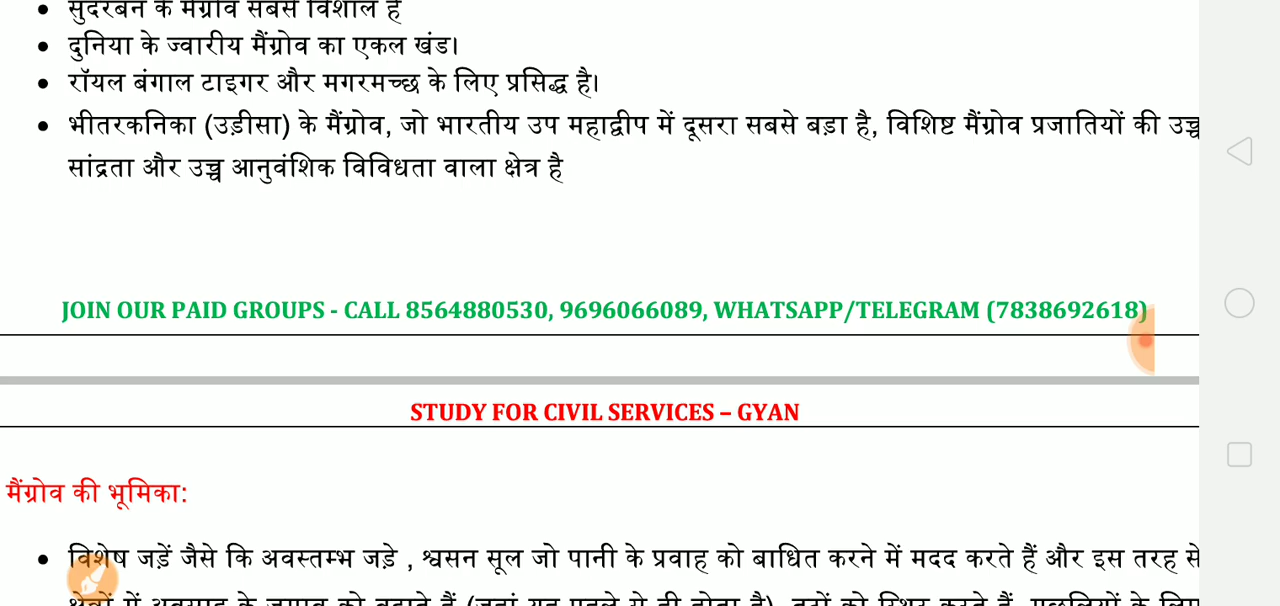 सुंदरबन के मैंग्रोव सबसे विशाल हैं
दुनिया के ज्वारीय मैंग्रोव का एकल खंड।
रॉयल बंगाल टाइगर और मगरमच्छ के लिए प्रसिद्ध है।
भीतरकनिका (उड़ीसा) के मैंग्रोव, जो भारतीय उप महाद्वीप में दूसरा सबसे बड़ा है, विशिष्ट मैंग्रोव प्रजातियों की उच्च
सांद्रता और उच्च आनुवंशिक विविधता वाला क्षेत्र है
JOIN OUR PAID GROUPS - CALL 8564880530, 9696066089, WHATSAPP/TELEGRAM (7838692618)
STUDY FOR CIVIL SERVICES – GYAN
मैंग्रोव की भूमिका:
विशेष जड़ें जैसे कि अवस्तम्भ जड़े , श्वसन सूल जो पानी के प्रवाह को बाधित करने में मदद करते हैं और इस तरह से